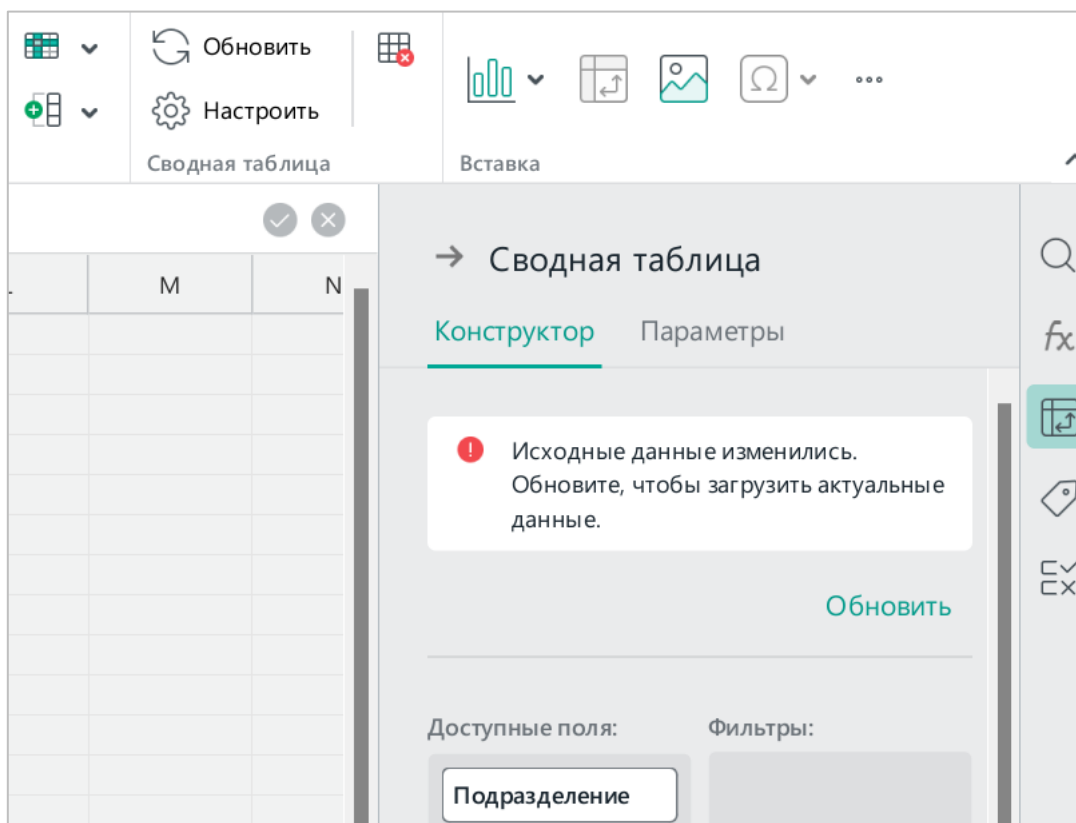 Обновить
Настроить
Сводная таблица
Вставка
M
N
Сводная таблица
Конструктор Параметры
Исходные данные изменились.
Обновите, чтобы загрузить актуальные
данные.
Обновить
Доступные поля: Фильтры:
Подразделение